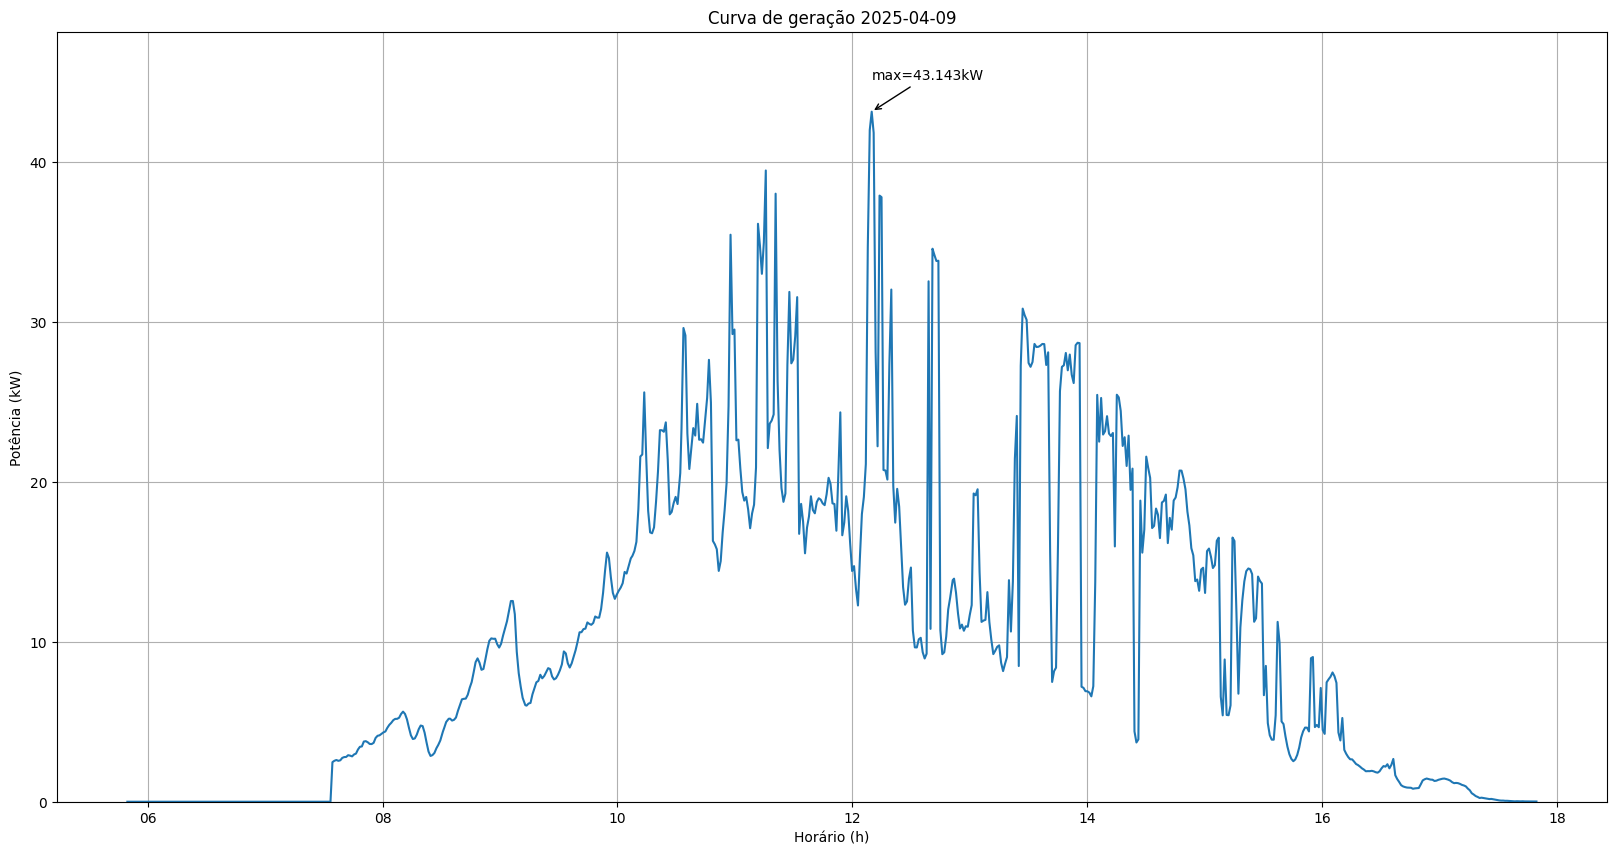 Curva de geração 2025-04-09
max=43.143kW
40
30
20
10
0
Potência (kW)
06 08 10 12 14 16 18
Horário (h)